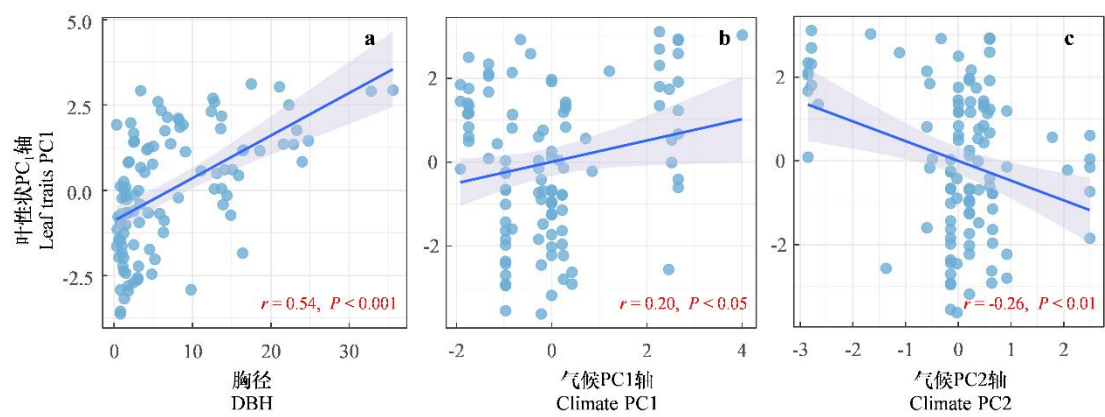 叶性状PC₁轴
Leaf traits PC1
5.0
2.5
0.0
-2.5
a
r = 0.54, P < 0.001
0
10
20
30
胸径
DBH
2
0
-2
b
r = 0.20, P < 0.05
-2
0
2
4
气候PC1轴
Climate PC1
2
0
-2
c
r = -0.26, P < 0.01
-3
-2
-1
0
1
2
气候PC2轴
Climate PC2